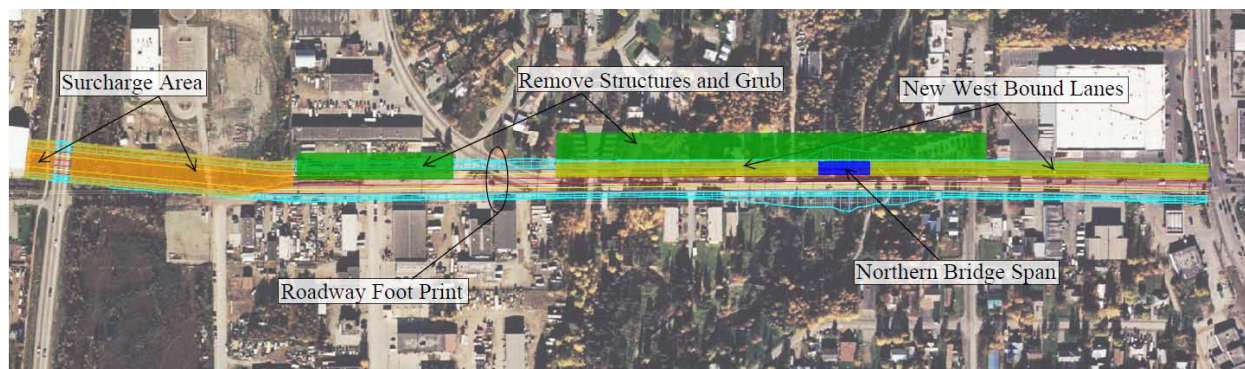 Surcharge Area
Remove Structures and Grub
New West Bound Lanes
Roadway Foot Print
Northern Bridge Span